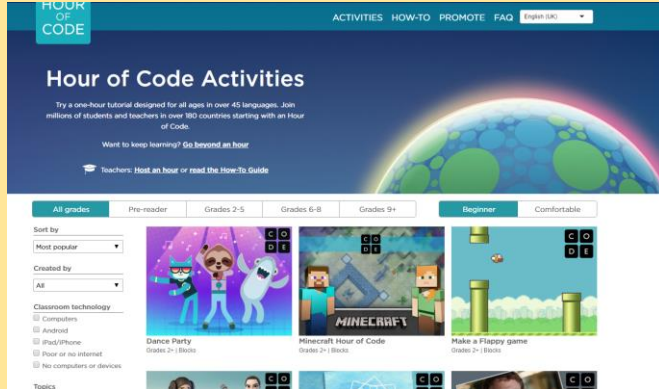 HOUR
OF
CODE
ACTIVITIES HOW-TO PROMOTE FAQ English (UK)
Hour of Code Activities
Try a one-hour tutorial designed for all ages in over 45 languages. Join
millions of students and teachers in over 180 countries starting with an Hour
of Code.
Want to keep learning? Go beyond an hour
Teachers: Host an hour or read the How-To Guide
All grades Pre-reader Grades 2-5 Grades 6-8 Grades 9+ Beginner Comfortable
Sort by
Most popular
Created by
All
Classroom technology
Computers
Android
iPad/iPhone
Poor or no internet
No computers or devices
Topics
C O
D E
Dance Party
Grades 2+ | Blocks
C O
D E
MINECRAFT
Minecraft Hour of Code
Grades 2+ | Blocks
C O
D E
Make a Flappy game
Grades 2+ | Blocks
C O
C O
C O